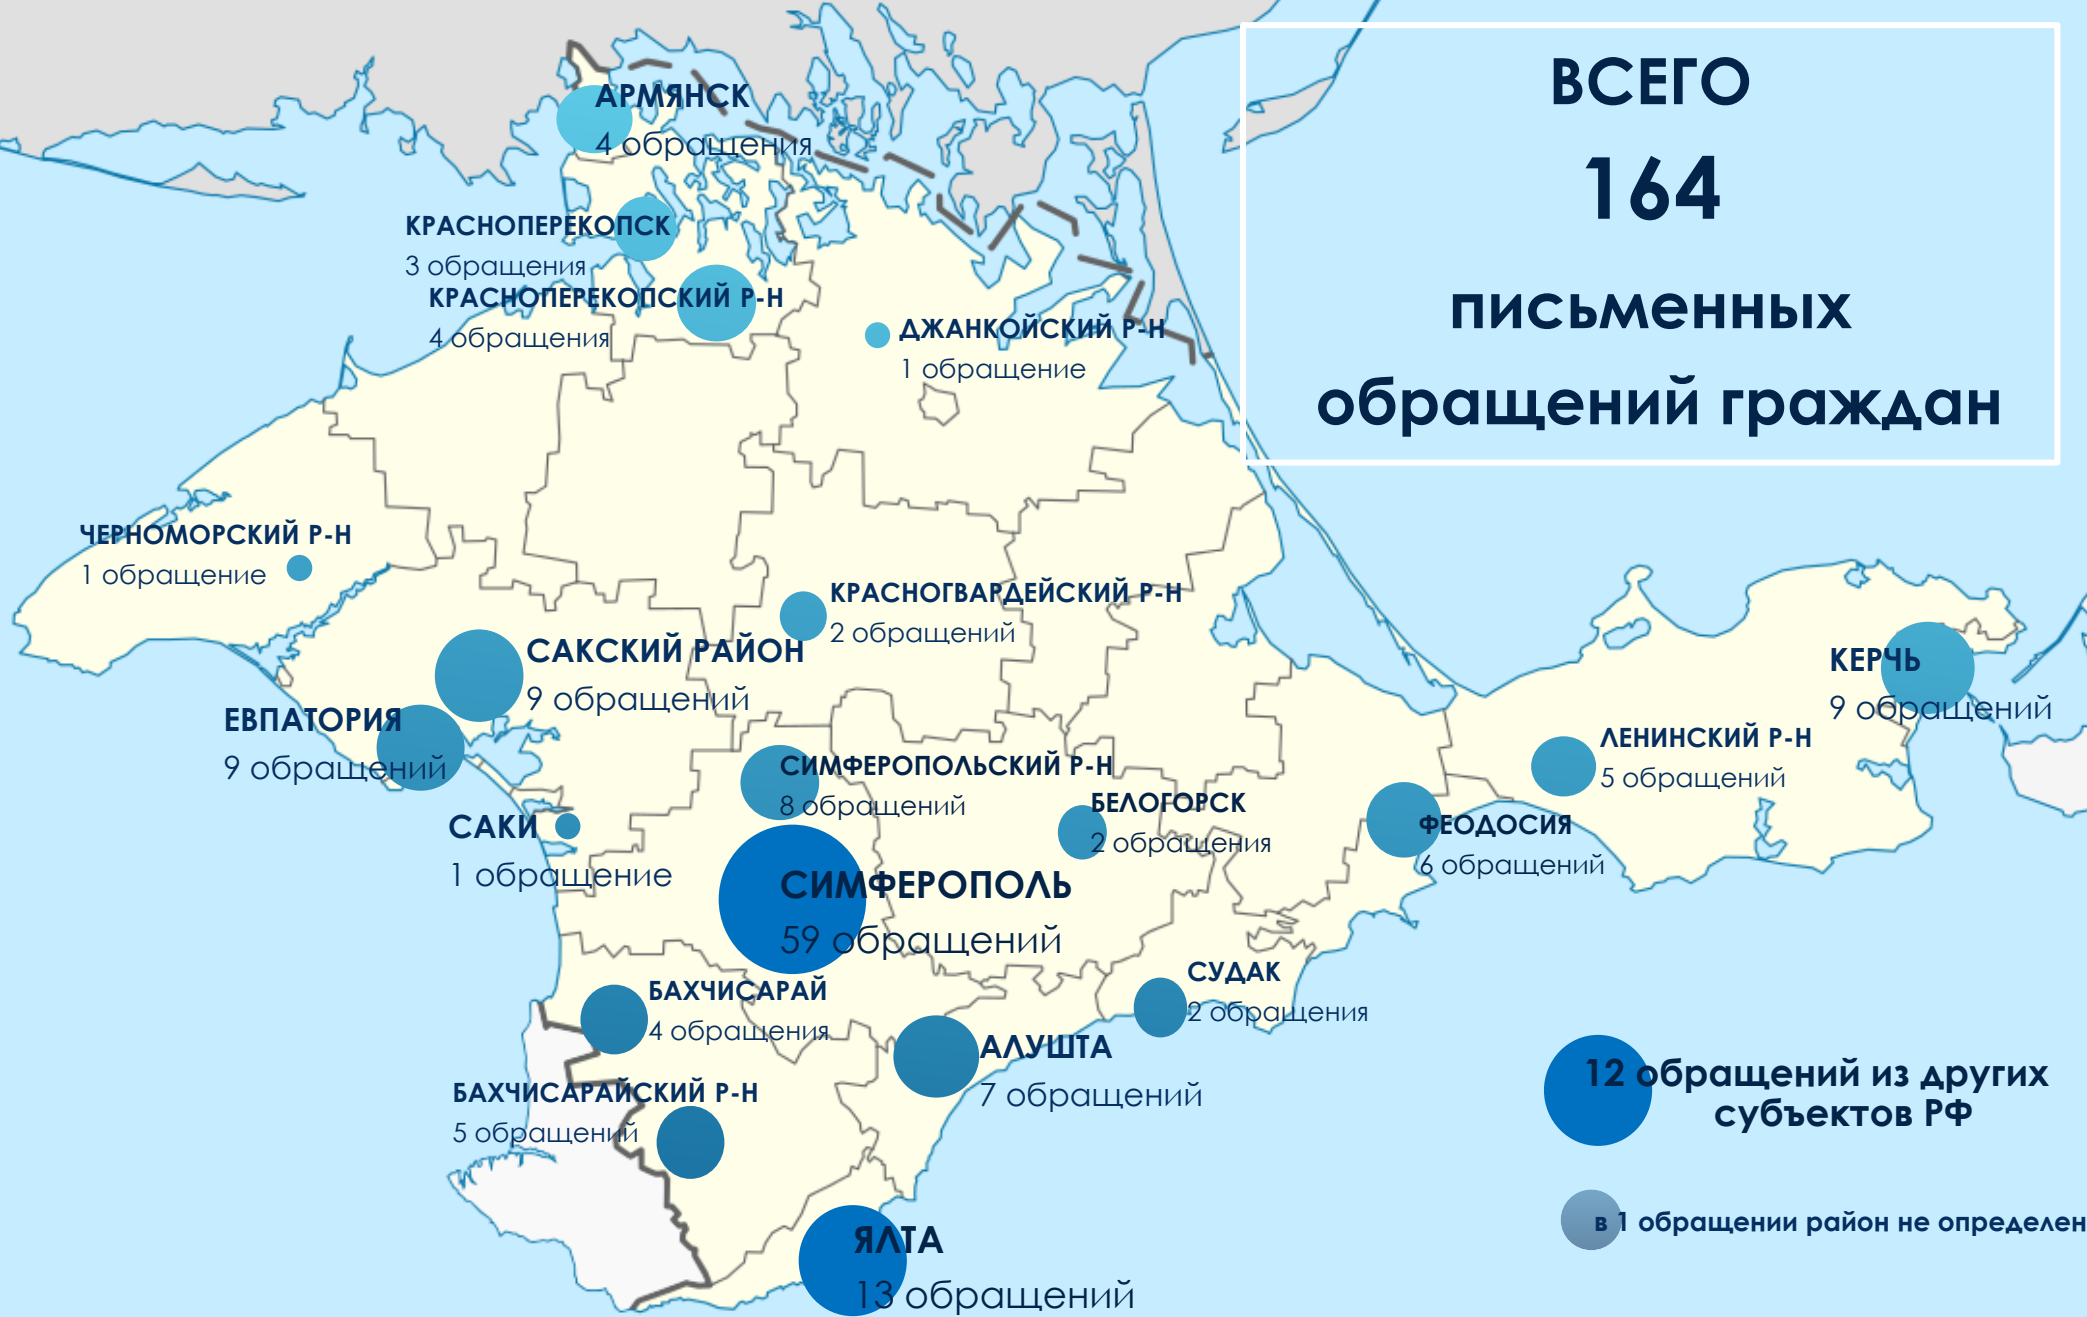 ВСЕГО
164
письменных
обращений граждан
АРМЯНСК
4 обращения
КРАСНОПЕРЕКОПСК
3 обращения
КРАСНОПЕРЕКОПСКИЙ Р-Н
4 обращения
ДЖАНКОЙСКИЙ Р-Н
1 обращение
ЧЕРНОМОРСКИЙ Р-Н
1 обращение
КРАСНОГВАРДЕЙСКИЙ Р-Н
2 обращений
САКСКИЙ РАЙОН
9 обращений
ЕВПАТОРИЯ
9 обращений
КЕРЧЬ
9 обращений
ЛЕНИНСКИЙ Р-Н
5 обращений
СИМФЕРОПОЛЬСКИЙ Р-Н
8 обращений
БЕЛОГОРСК
2 обращения
ФЕОДОСИЯ
6 обращений
САКИ
1 обращение
СИМФЕРОПОЛЬ
59 обращений
СУДАК
2 обращения
БАХЧИСАРАЙ
4 обращения
АЛУШТА
7 обращений
БАХЧИСАРАЙСКИЙ Р-Н
5 обращений
12 обращений из других
субъектов РФ
ЯЛТА
13 обращений
в 1 обращении район не определен